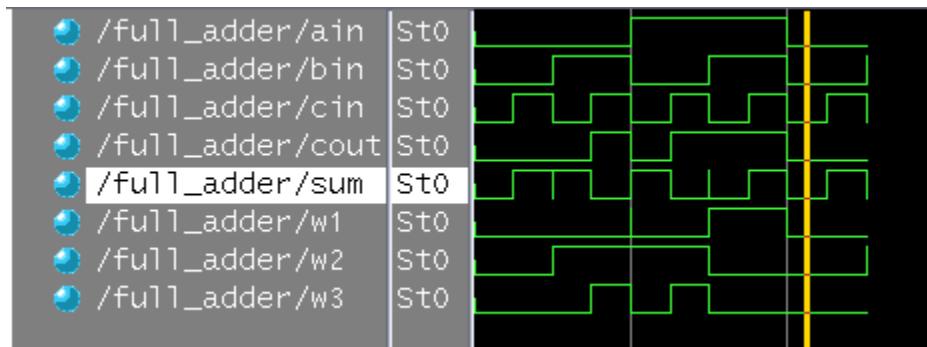 /full_adder/ain St0
/full_adder/bin St0
/full_adder/cin St0
/full_adder/cout St0
/full_adder/sum St0
/full_adder/w1 St0
/full_adder/w2 St0
/full_adder/w3 St0